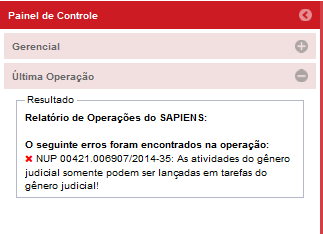 Painel de Controle
Gerencial
Última Operação
Resultado
Relatório de Operações do SAPIENS:
O seguinte erros foram encontrados na operação:
NUP 00421.006907/2014-35: As atividades do gênero
judicial somente podem ser lançadas em tarefas do
gênero judicial!